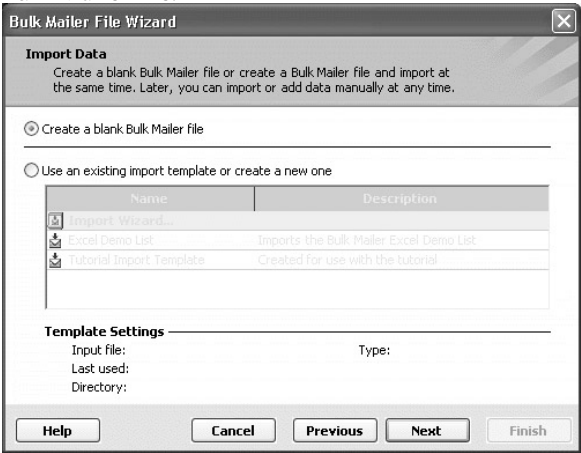 Bulk Mailer File Wizard
Import Data
Create a blank Bulk Mailer file or create a Bulk Mailer file and import at
the same time. Later, you can import or add data manually at any time.
Create a blank Bulk Mailer file
Use an existing import template or create a new one
Name Description
Import Wizard...
Excel Demo List Imports the Bulk Mailer Excel Demo List
Tutorial Import Template Created for use with the tutorial
Template Settings
Input file: Type:
Last used:
Directory:
Help Cancel Previous Next Finish